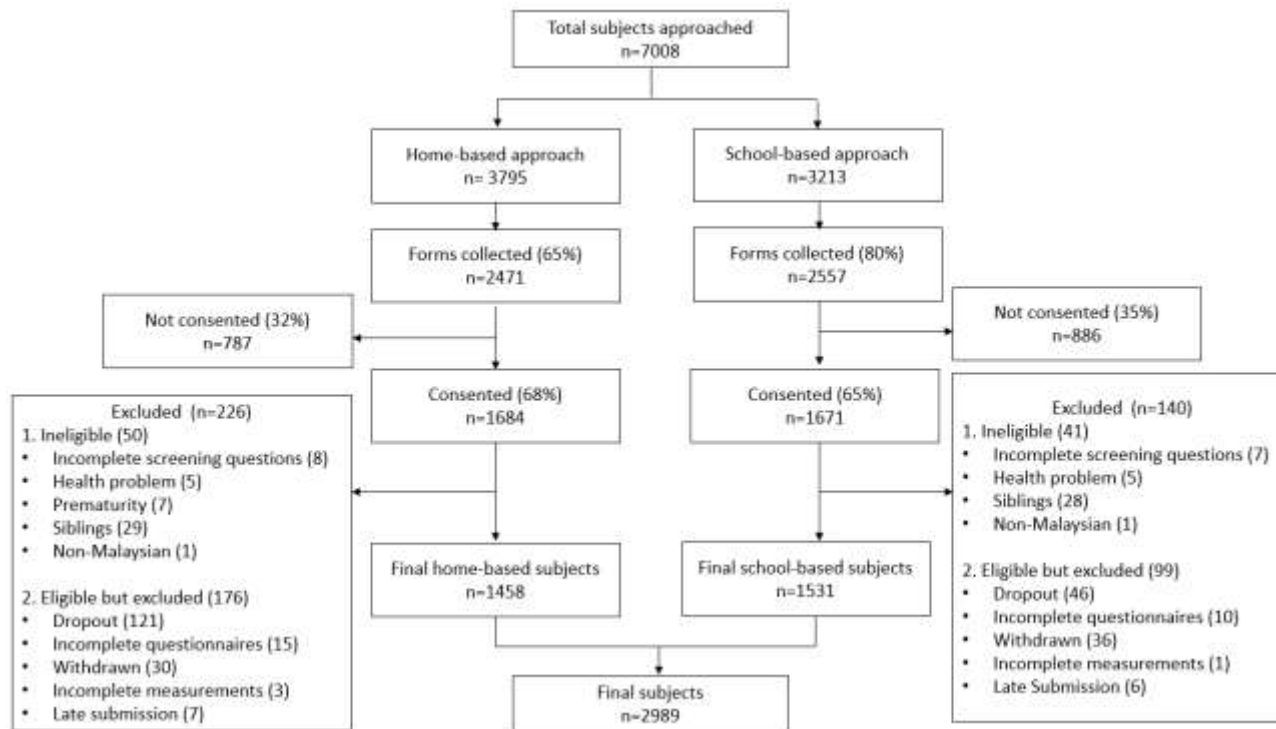 Total subjects approached
n=7008
Home-based approach
n= 3795
School-based approach
n=3213
Forms collected (65%)
n=2471
Forms collected (80%)
n=2557
Not consented (32%)
n=787
Not consented (35%)
n=886
Consented (68%)
n=1684
Consented (65%)
n=1671
Excluded (n=226)
1. Ineligible (50)
• Incomplete screening questions (8)
• Health problem (5)
• Prematurity (7)
• Siblings (29)
• Non-Malaysian (1)
2. Eligible but excluded (176)
• Dropout (121)
• Incomplete questionnaires (15)
• Withdrawn (30)
• Incomplete measurements (3)
• Late submission (7)
Excluded (n=140)
1. Ineligible (41)
• Incomplete screening questions (7)
• Health problem (5)
• Siblings (28)
• Non-Malaysian (1)
2. Eligible but excluded (99)
• Dropout (46)
• Incomplete questionnaires (10)
• Withdrawn (36)
• Incomplete measurements (1)
• Late Submission (6)
Final home-based subjects
n=1458
Final school-based subjects
n=1531
Final subjects
n=2989